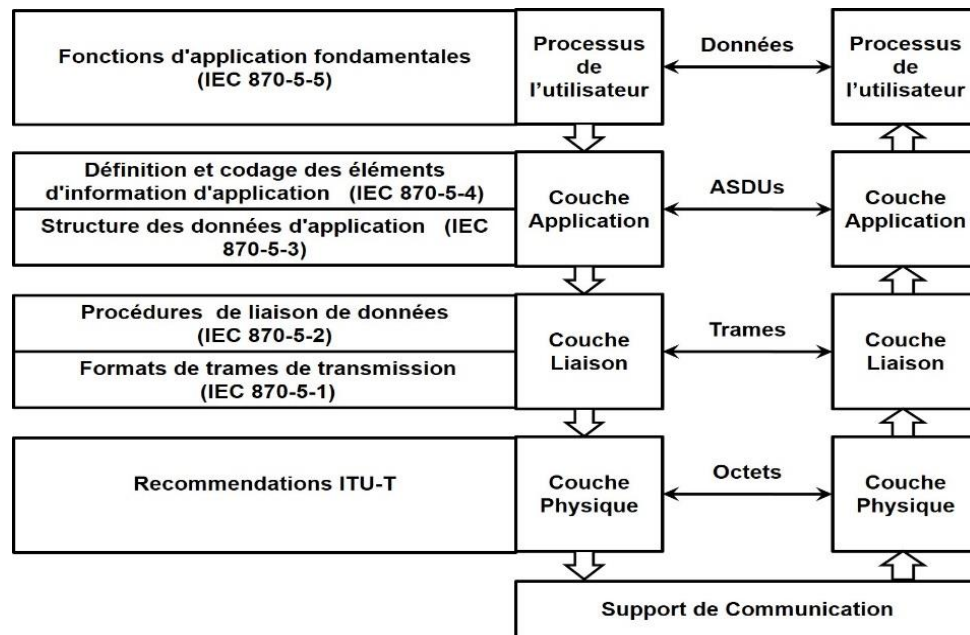 Fonctions d'application fondamentales
(IEC 870-5-5)
Processus
de
l'utilisateur
Données
Processus
de
l'utilisateur
Définition et codage des éléments
d'information d'application (IEC 870-5-4)
Structure des données d'application (IEC
870-5-3)
Couche
Application
ASDUs
Couche
Application
Procédures de liaison de données
(IEC 870-5-2)
Formats de trames de transmission
(IEC 870-5-1)
Couche
Liaison
Trames
Couche
Liaison
Recommendations ITU-T
Couche
Physique
Octets
Couche
Physique
Support de Communication